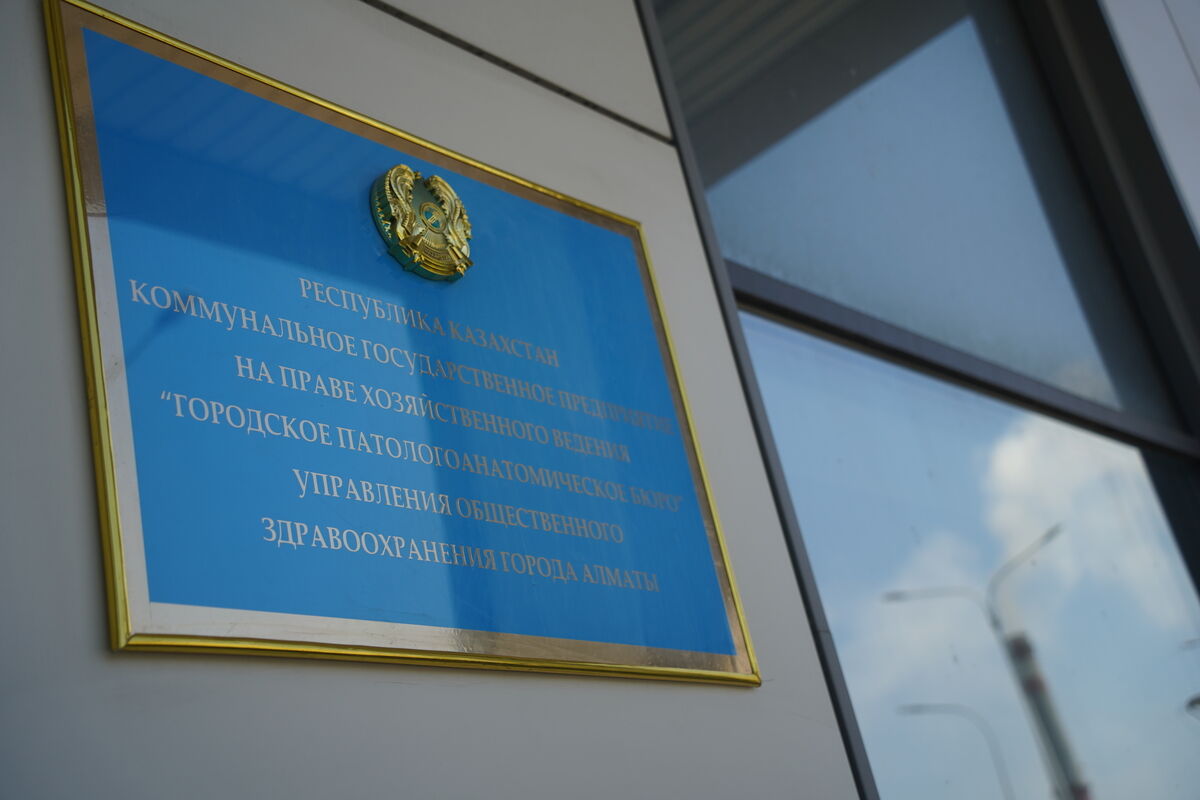 РЕСПУБЛИКА КАЗАХСТАН
КОММУНАЛЬНОЕ ГОСУДАРСТВЕННОЕ ПРЕДПРИЯТИЕ
НА ПРАВЕ ХОЗЯЙСТВЕННОГО ВЕДЕНИЯ
“ГОРОДСКОЕ ПАТОЛОГОАНАТОМИЧЕСКОЕ БЮРО”
УПРАВЛЕНИЯ ОБЩЕСТВЕННОГО
ЗДРАВООХРАНЕНИЯ ГОРОДА АЛМАТЫ